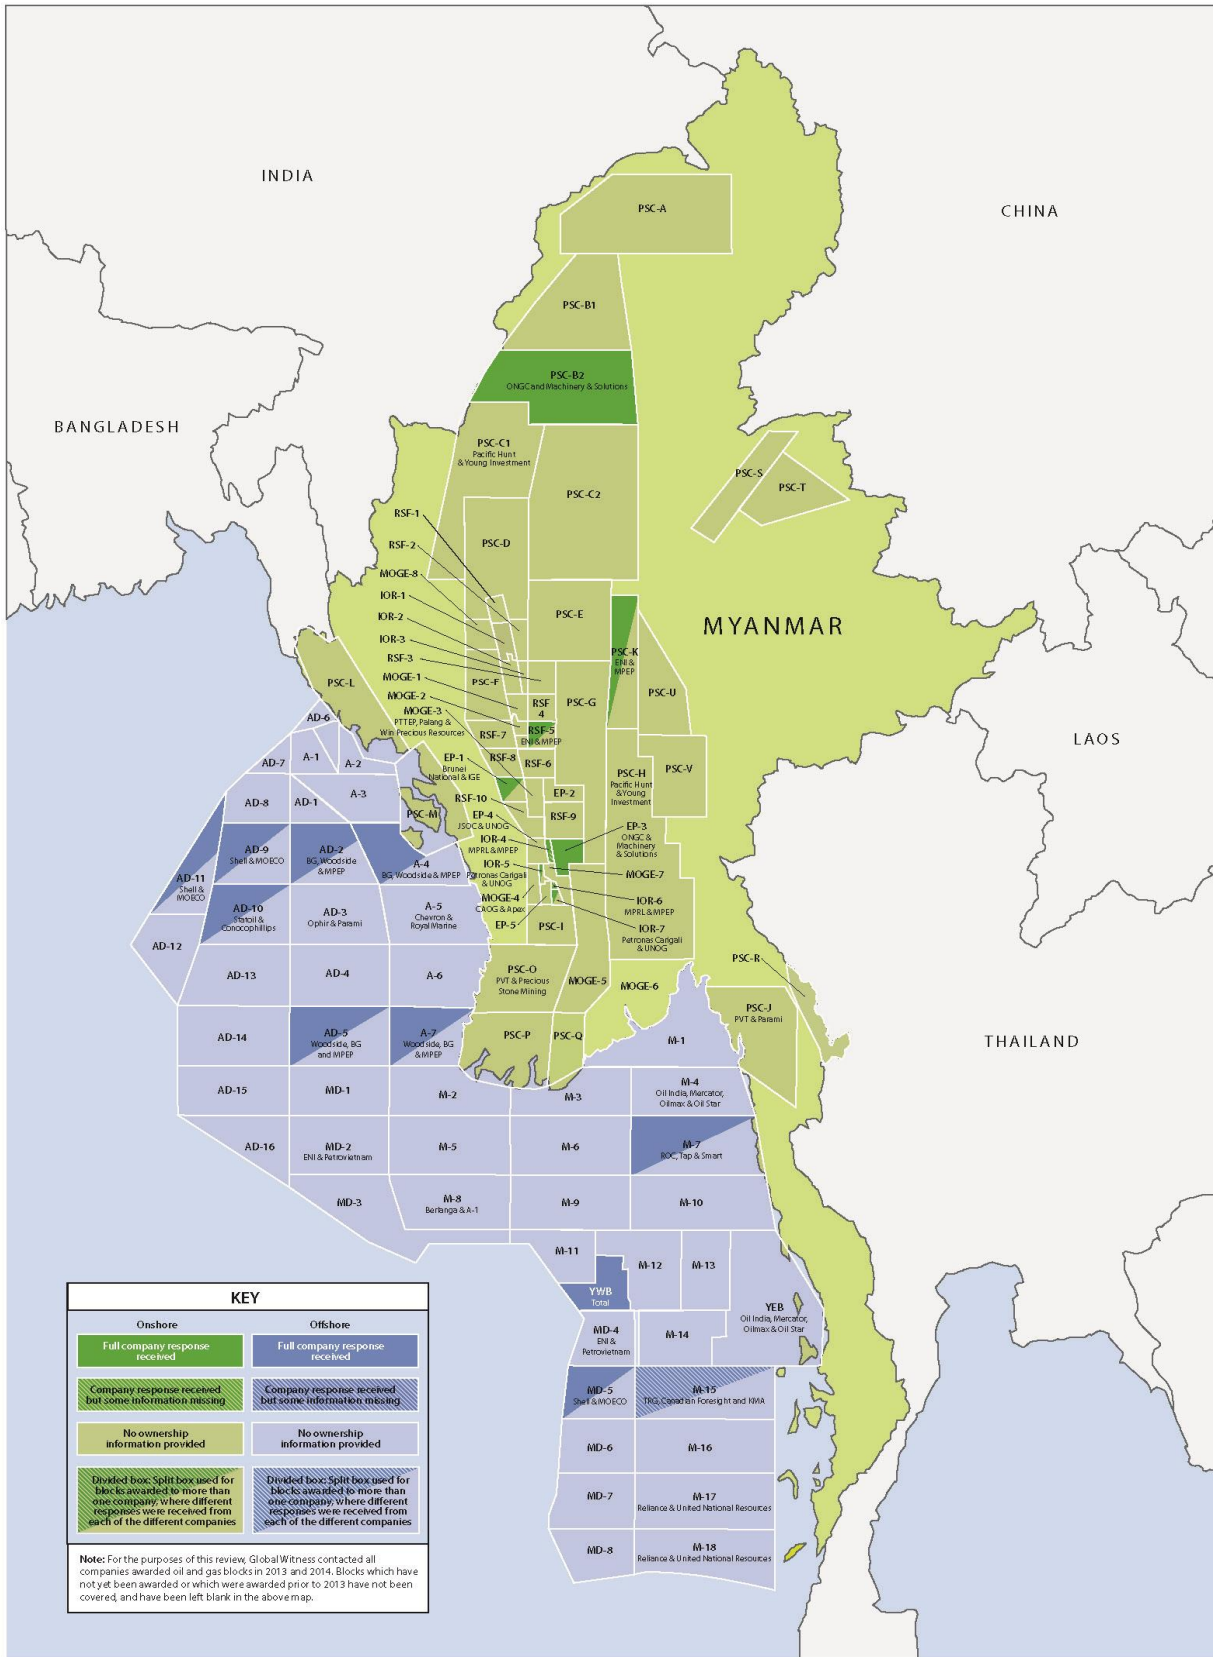 INDIA
CHINA
BANGLADESH
MYANMAR
LAOS
THAILAND
PSC-A
PSC-B1
PSC-B2
ONGCand Machinery & Solutions
PSC-C1
Pacific Hunt
& Young Investment
PSC-C2
PSC-S
PSC-T
RSF-1
RSF-2
MOGE-8
IOR-1
IOR-2
IOR-3
RSF-3
MOGE-1
MOGE-2
MOGE-3
PTTEP, Palang &
Win Precious Resources
PSC-D
PSC-E
PSC-K
ENI &
MPEP
PSC-U
PSC-L
PSC-F
PSC-G
RSF
4
RSF-5
ENI & MPEP
RSF-7
RSF-8
RSF-6
PSC-H
Pacific Hunt
& Young
Investment
PSC-V
EP-1
Brunei
National & IGE
EP-2
RSF-10
JSOC & UNOG
RSF-9
EP-4
EP-3
ONGC &
Machinery
& Solutions
IOR-4
MPRL & MPEP
IOR-5
Petronas Carigali
& UNOG
MOGE-4
CAOG & Apex
EP-5
MOGE-7
IOR-6
MPRL & MPEP
IOR-7
Petronas Carigali
& UNOG
PSC-I
PSC-M
AD-6
A-1
A-2
AD-7
A-3
AD-8
AD-1
AD-9
Shell & MOECO
AD-2
BG, Woodside
& MPEP
A-4
BG, Woodside & MPEP
AD-11
Shell &
MOECO
AD-10
Statoil &
Conocophillips
AD-3
Ophir & Parami
A-5
Chevron &
Royal Marine
AD-12
AD-13
AD-4
A-6
PSC-O
PVT & Precious
Stone Mining
MOGE-5
MOGE-6
PSC-R
PSC-J
PVT & Parami
AD-14
AD-5
Woodside, BG
and MPEP
A-7
Woodside, BG
& MPEP
PSC-P
PSC-Q
M-1
AD-15
MD-1
M-2
M-3
M-4
Oil India, Mercator,
Oilmax & Oil Star
AD-16
MD-2
ENI & Petrovietnam
M-5
M-6
M-7
ROC, Tap & Smart
MD-3
M-8
Berlanga & A-1
M-9
M-10
M-11
M-12
M-13
YWB
Total
YEB
Oil India, Mercator,
Oilmax & Oil Star
MD-4
ENI &
Petrovietnam
M-14
MD-5
Shell & MOECO
M-15
TRG, Canadian Foresight and KMA
MD-6
M-16
MD-7
M-17
Reliance & United National Resources
MD-8
M-18
Reliance & United National Resources
KEY
Onshore
Offshore
Full company response
received
Full company response
received
Company response received
but some information missing
Company response received
but some information missing
No ownership
information provided
No ownership
information provided
Divided box: Split box used for
blocks awarded to more than
one company, where different
responses were received from
each of the different companies
Divided box: Split box used for
blocks awarded to more than
one company, where different
responses were received from
each of the different companies
Note: For the purposes of this review, Global Witness contacted all
companies awarded oil and gas blocks in 2013 and 2014. Blocks which have
not yet been awarded or which were awarded prior to 2013 have not been
covered, and have been left blank in the above map.